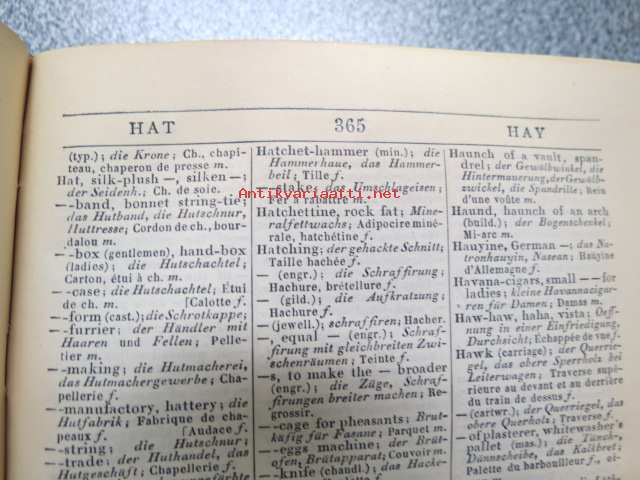 HAT
365
HAY
(typ.); die Krone; Ch., chapi-
teau, chaperon de presse m.
Hat, silk-plush —, silken —;
der Seidenh.; Ch. de soie.
—-band, bonnet string-tie;
das Hutband, die Hutschnur,
Huttresse; Cordon de ch., bour-
dalou m.
—-box (gentlemen), hand-box
(ladies); die Hutschachtel;
Carton, étui à ch. m.
—-case; die Hutschachtel; Étui
de ch. m. [Calotte f.
—-form (cast.); die Schrotkappe;
—-furrier; der Händler mit
Haaren und Fellen; Pelle-
tier m.
—-making; die Hutmacherei,
das Hutmachergewerbe; Cha-
pellerie f.
—-manufactory, hattery; die
Hutfabrik; Fabrique de cha-
peaux f. [Audace f.
—-string; die Hutschnur;
—-trade; der Huthandel, das
Hutgeschäft; Chapellerie f.
Hatchet-hammer (min.); die
Hammerhaue, das Hammer-
beil; Tille f.
—-stake; das Umschlageisen;
Fer à rabattre m.
Hatchettine, rock fat; Mine-
ralfettwachs; Adipocire miné-
rale, hatchétine f.
Hatching; der gehackte Schnitt;
Taille hachée f.
— (engr.); die Schraffirung;
Hachure, brételure f.
— (gild.); die Aufkratzung;
Hachure f.
— (jewell.); schraffiren; Hacher.
—, equal — (engr.); Schraf-
firung mit gleichbreiten Zwi-
schenräumen; Teinte f.
—s, to make the — broader
(engr.); die Züge, Schraf-
firungen breiter machen; Re-
grossir.
—-cage for pheasants; Brut-
käfig für Fasane; Parquet m.
—-eggs machine; der Brüt-
ofen, Brütapparat; Couvoir m.
—-knife (chandl.); das Hacke-
Haunch of a vault, span-
drel; der Gewölbwinkel, die
Hintermauerung, der Gewölb-
zwickel, die Spandrille; Rein
d'une voûte m.
Haund, haunch of an arch
(build.); der Bogenschenkel;
Mi-arc m.
Hauyine, German —; das Na-
tronhauyin, Nasean; Hauyine
d'Allemagne f.
Havana-cigars, small — for
ladies; kleine Havannacigar-
ren für Damen; Damas m.
Haw-haw, haha, vista; Oeff-
nung in einer Einfriedigung,
Durchsicht; Echappée de vue f.
Hawk (carriage); der Querrie-
gel, das obere Sperrholz bei
Leiterwagen; Traverse supé-
rieure au devant et au derrière
du train de dessus f.
— (cartwr.); der Querriegel, das
obere Querholz; Traverse f.
— of plasterer, whitewasher's
pallet (mas.); die Tünch-,
Dünnscheibe, das Kalkbret;
Palette du barbouilleur f.
Antikvariaatti.net